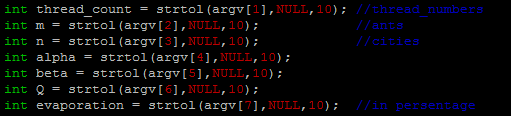 int thread_count = strtol(argv[1],NULL,10); //thread_numbers
int m = strtol(argv[2],NULL,10); //ants
int n = strtol(argv[3],NULL,10); //cities
int alpha = strtol(argv[4],NULL,10);
int beta = strtol(argv[5],NULL,10);
int Q = strtol(argv[6],NULL,10);
int evaporation = strtol(argv[7],NULL,10); //in percentage